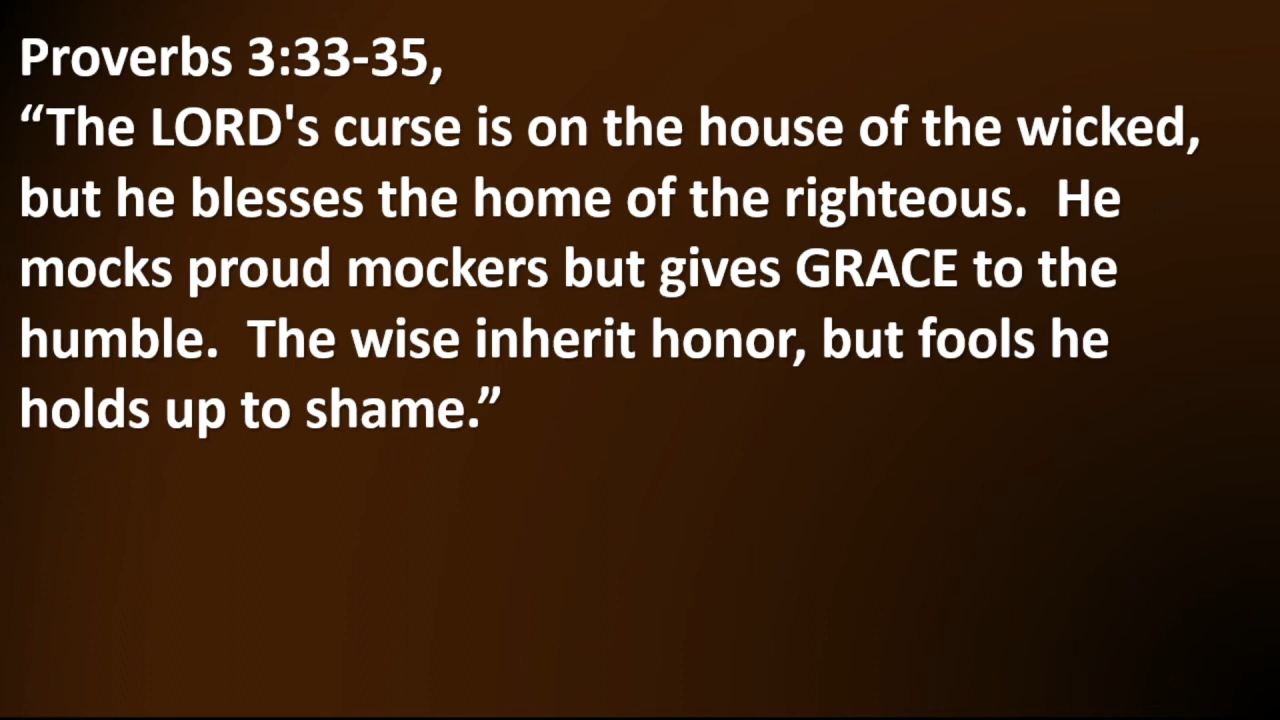 Proverbs 3:33-35,
“The LORD's curse is on the house of the wicked,
but he blesses the home of the righteous.  He
mocks proud mockers but gives GRACE to the
humble.  The wise inherit honor, but fools he
holds up to shame.”